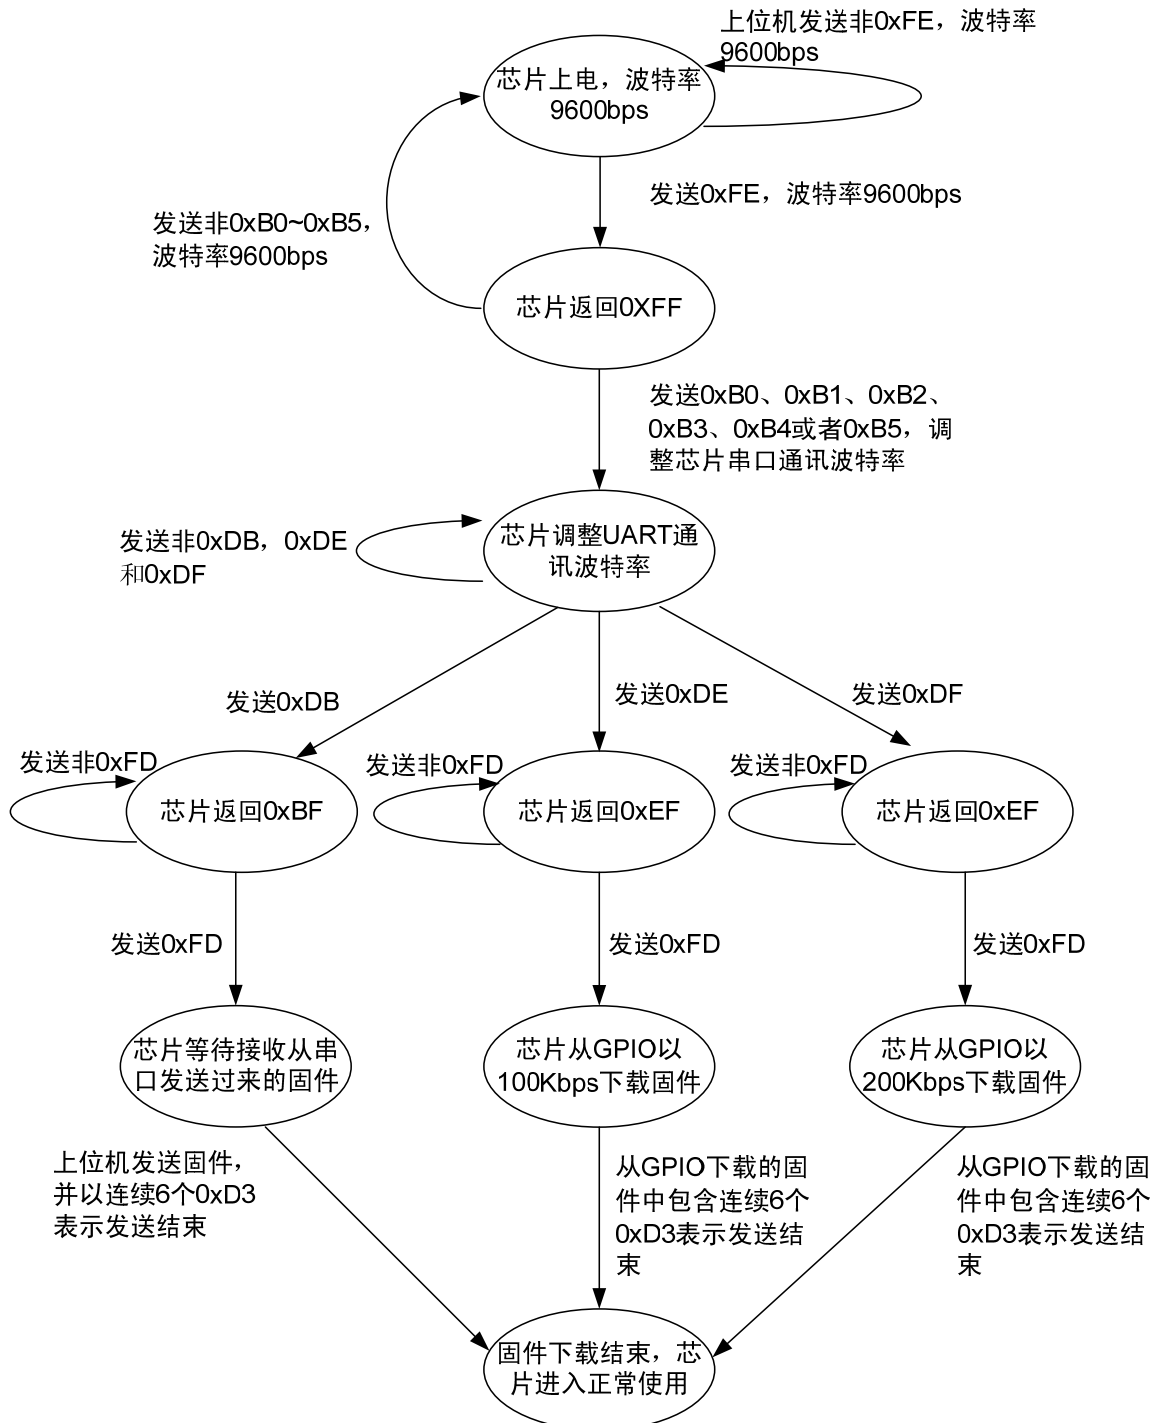 上位机发送非0xFE，波特率
9600bps
芯片上电，波特率
9600bps
发送0xFE，波特率9600bps
发送非0xB0~0xB5，
波特率9600bps
芯片返回0XFF
发送0xB0、0xB1、0xB2、
0xB3、0xB4或者0xB5，调
整芯片串口通讯波特率
芯片调整UART通
讯波特率
发送非0xDB，0xDE
和0xDF
发送0xDB
发送0xDE
发送0xDF
发送非0xFD
发送非0xFD
发送非0xFD
芯片返回0xBF
芯片返回0xEF
芯片返回0xEF
发送0xFD
发送0xFD
发送0xFD
芯片等待接收从串
口发送过来的固件
芯片从GPIO以
100Kbps下载固件
芯片从GPIO以
200Kbps下载固件
上位机发送固件，
并以连续6个0xD3
表示发送结束
从GPIO下载的固
件中包含连续6个
0xD3表示发送结
束
从GPIO下载的固
件中包含连续6个
0xD3表示发送结
束
固件下载结束，芯
片进入正常使用